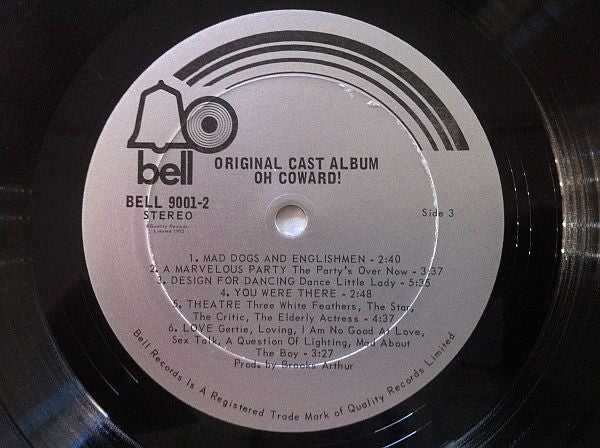 bell
ORIGINAL CAST ALBUM
OH COWARD!
BELL 9001-2
STEREO
Quality Records
Limited 1972
Side 3
1. MAD DOGS AND ENGLISHMEN - 2:40
2. A MARVELOUS PARTY The Party's Over Now - 3:37
3. DESIGN FOR DANCING Dance Little Lady - 5:35
4. YOU WERE THERE - 2:48
5. THEATRE Three White Feathers, The Star,
The Critic, The Elderly Actress - 4:37
6. LOVE Gertie, Loving, I Am No Good At Love,
Sex Talk, A Question Of Lighting, Mad About
The Boy - 3:27
Prod. by Brooks Arthur
Bell Records Is A Registered Trade Mark of Quality Records Limited